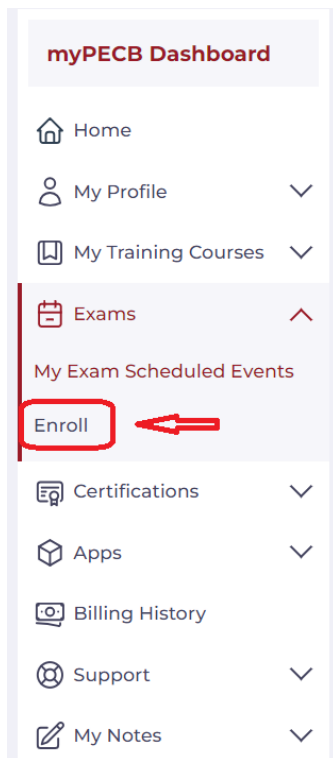 myPECB Dashboard
Home
My Profile
My Training Courses
Exams
My Exam Scheduled Events
Enroll
Certifications
Apps
Billing History
Support
My Notes